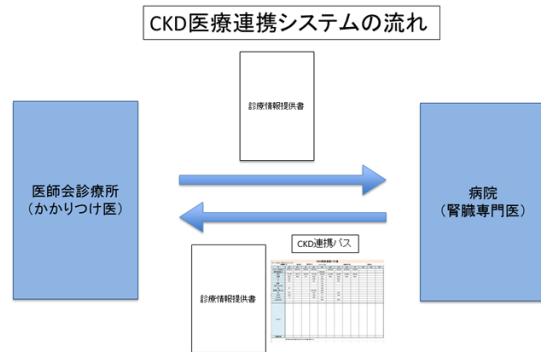 CKD医療連携システムの流れ
診療情報提供書
医師会診療所
(かかりつけ医)
病院
(腎臓専門医)
CKD連携パス
診療情報提供書